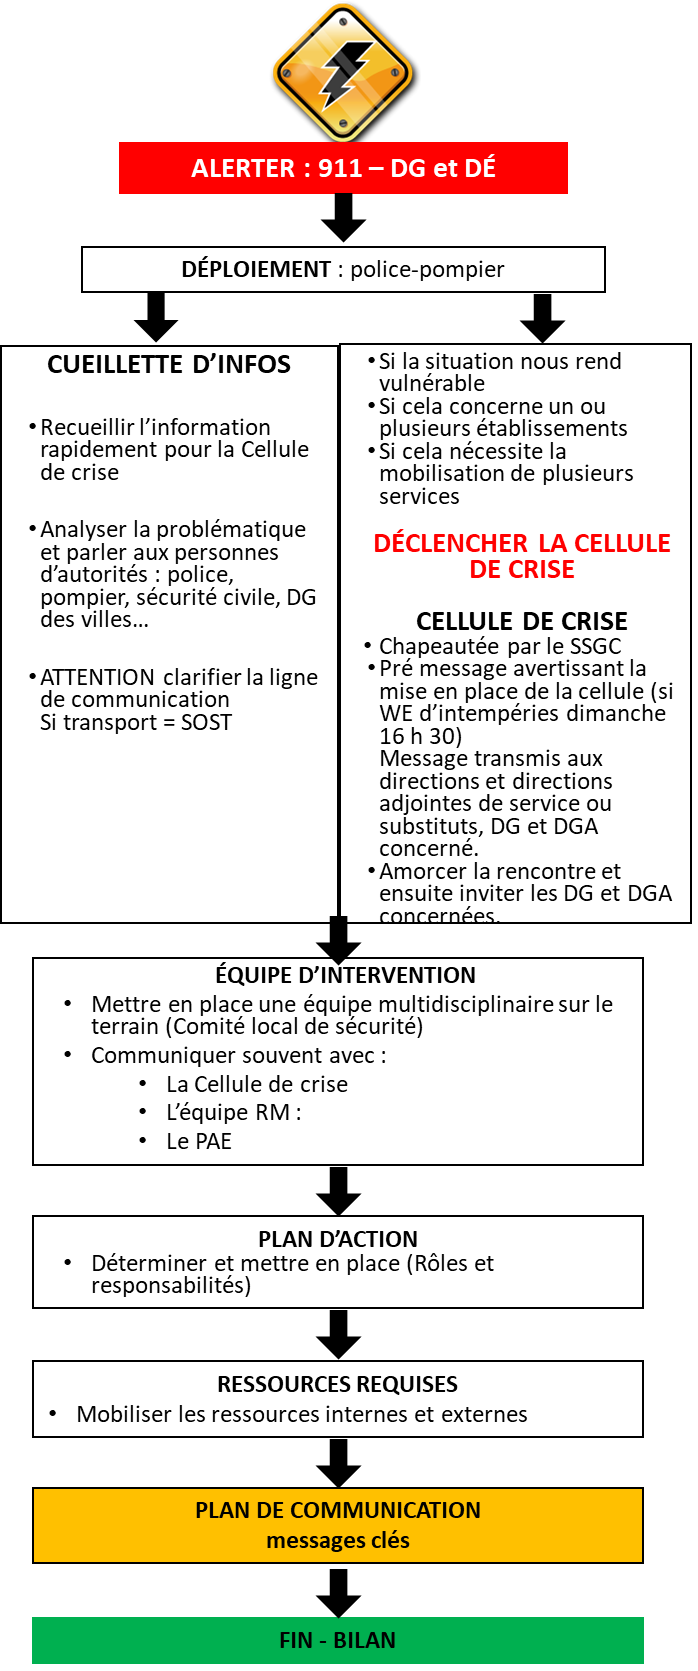 ALERTER : 911 – DG et DÉ
DÉPLOIEMENT : police-pompier
CUEILLETTE D’INFOS
• Recueillir l’information
rapidement pour la Cellule
de crise
• Analyser la problématique
et parler aux personnes
d’autorités : police,
pompier, sécurité civile, DG
des villes…
• ATTENTION clarifier la ligne
de communication
Si transport = SOST
• Si la situation nous rend
vulnérable
• Si cela concerne un ou
plusieurs établissements
• Si cela nécessite la
mobilisation de plusieurs
services
DÉCLENCHER LA CELLULE
DE CRISE
CELLULE DE CRISE
• Chapeautée par le SSGC
• Pré message avertissant la
mise en place de la cellule (si
WE d’intempéries dimanche
16 h 30)
Message transmis aux
directions et directions
adjointes de service ou
substituts, DG et DGA
concerné.
• Amorcer la rencontre et
ensuite inviter les DG et DGA
concernées.
ÉQUIPE D’INTERVENTION
• Mettre en place une équipe multidisciplinaire sur le
terrain (Comité local de sécurité)
• Communiquer souvent avec :
• La Cellule de crise
• L’équipe RM :
• Le PAE
PLAN D’ACTION
• Déterminer et mettre en place (Rôles et
responsabilités)
RESSOURCES REQUISES
• Mobiliser les ressources internes et externes
PLAN DE COMMUNICATION
messages clés
FIN - BILAN